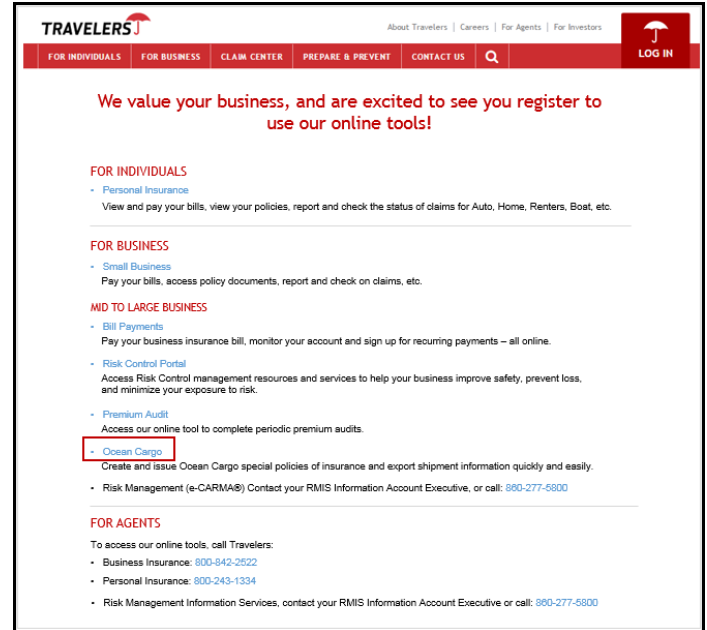 TRAVELERS
About Travelers | Careers | For Agents | For Investors
LOG IN
FOR INDIVIDUALS
FOR BUSINESS
CLAIM CENTER
PREPARE & PREVENT
CONTACT US
We value your business, and are excited to see you register to
use our online tools!
FOR INDIVIDUALS
• Personal Insurance
View and pay your bills, view your policies, report and check the status of claims for Auto, Home, Renters, Boat, etc.
FOR BUSINESS
• Small Business
Pay your bills, access policy documents, report and check on claims, etc.
MID TO LARGE BUSINESS
• Bill Payments
Pay your business insurance bill, monitor your account and sign up for recurring payments – all online.
• Risk Control Portal
Access Risk Control management resources and services to help your business improve safety, prevent loss,
and minimize your exposure to risk.
• Premium Audit
Access our online tool to complete periodic premium audits.
• Ocean Cargo
Create and issue Ocean Cargo special policies of insurance and export shipment information quickly and easily.
• Risk Management (e-CARMA®) Contact your RMIS Information Account Executive, or call: 860-277-5800
FOR AGENTS
To access our online tools, call Travelers:
• Business Insurance: 800-842-2522
• Personal Insurance: 800-243-1334
• Risk Management Information Services, contact your RMIS Information Account Executive or call: 860-277-5800